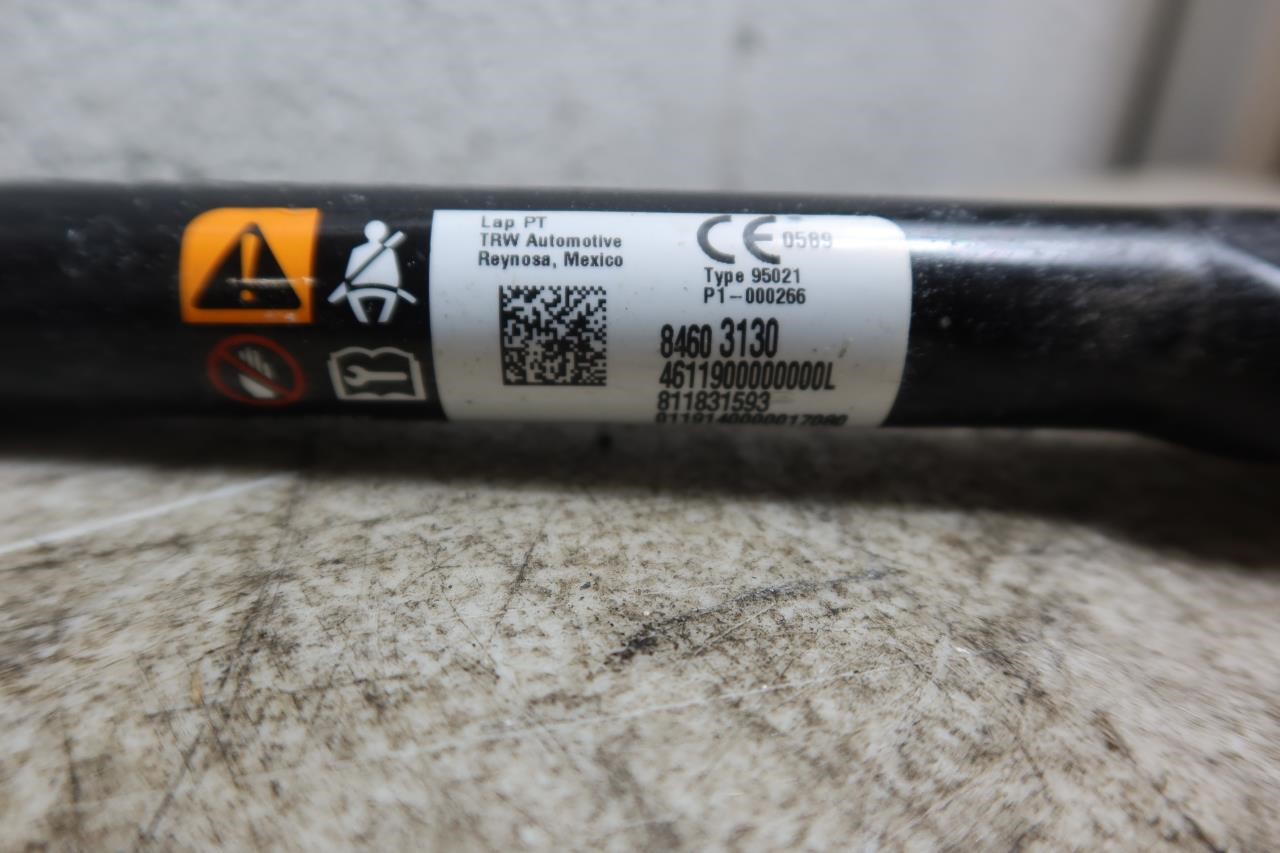 Lap PT
TRW Automotive
Reynosa, Mexico
CE 0589
Type 95021
P1-000266
8460 3130
4611900000000L
811831593